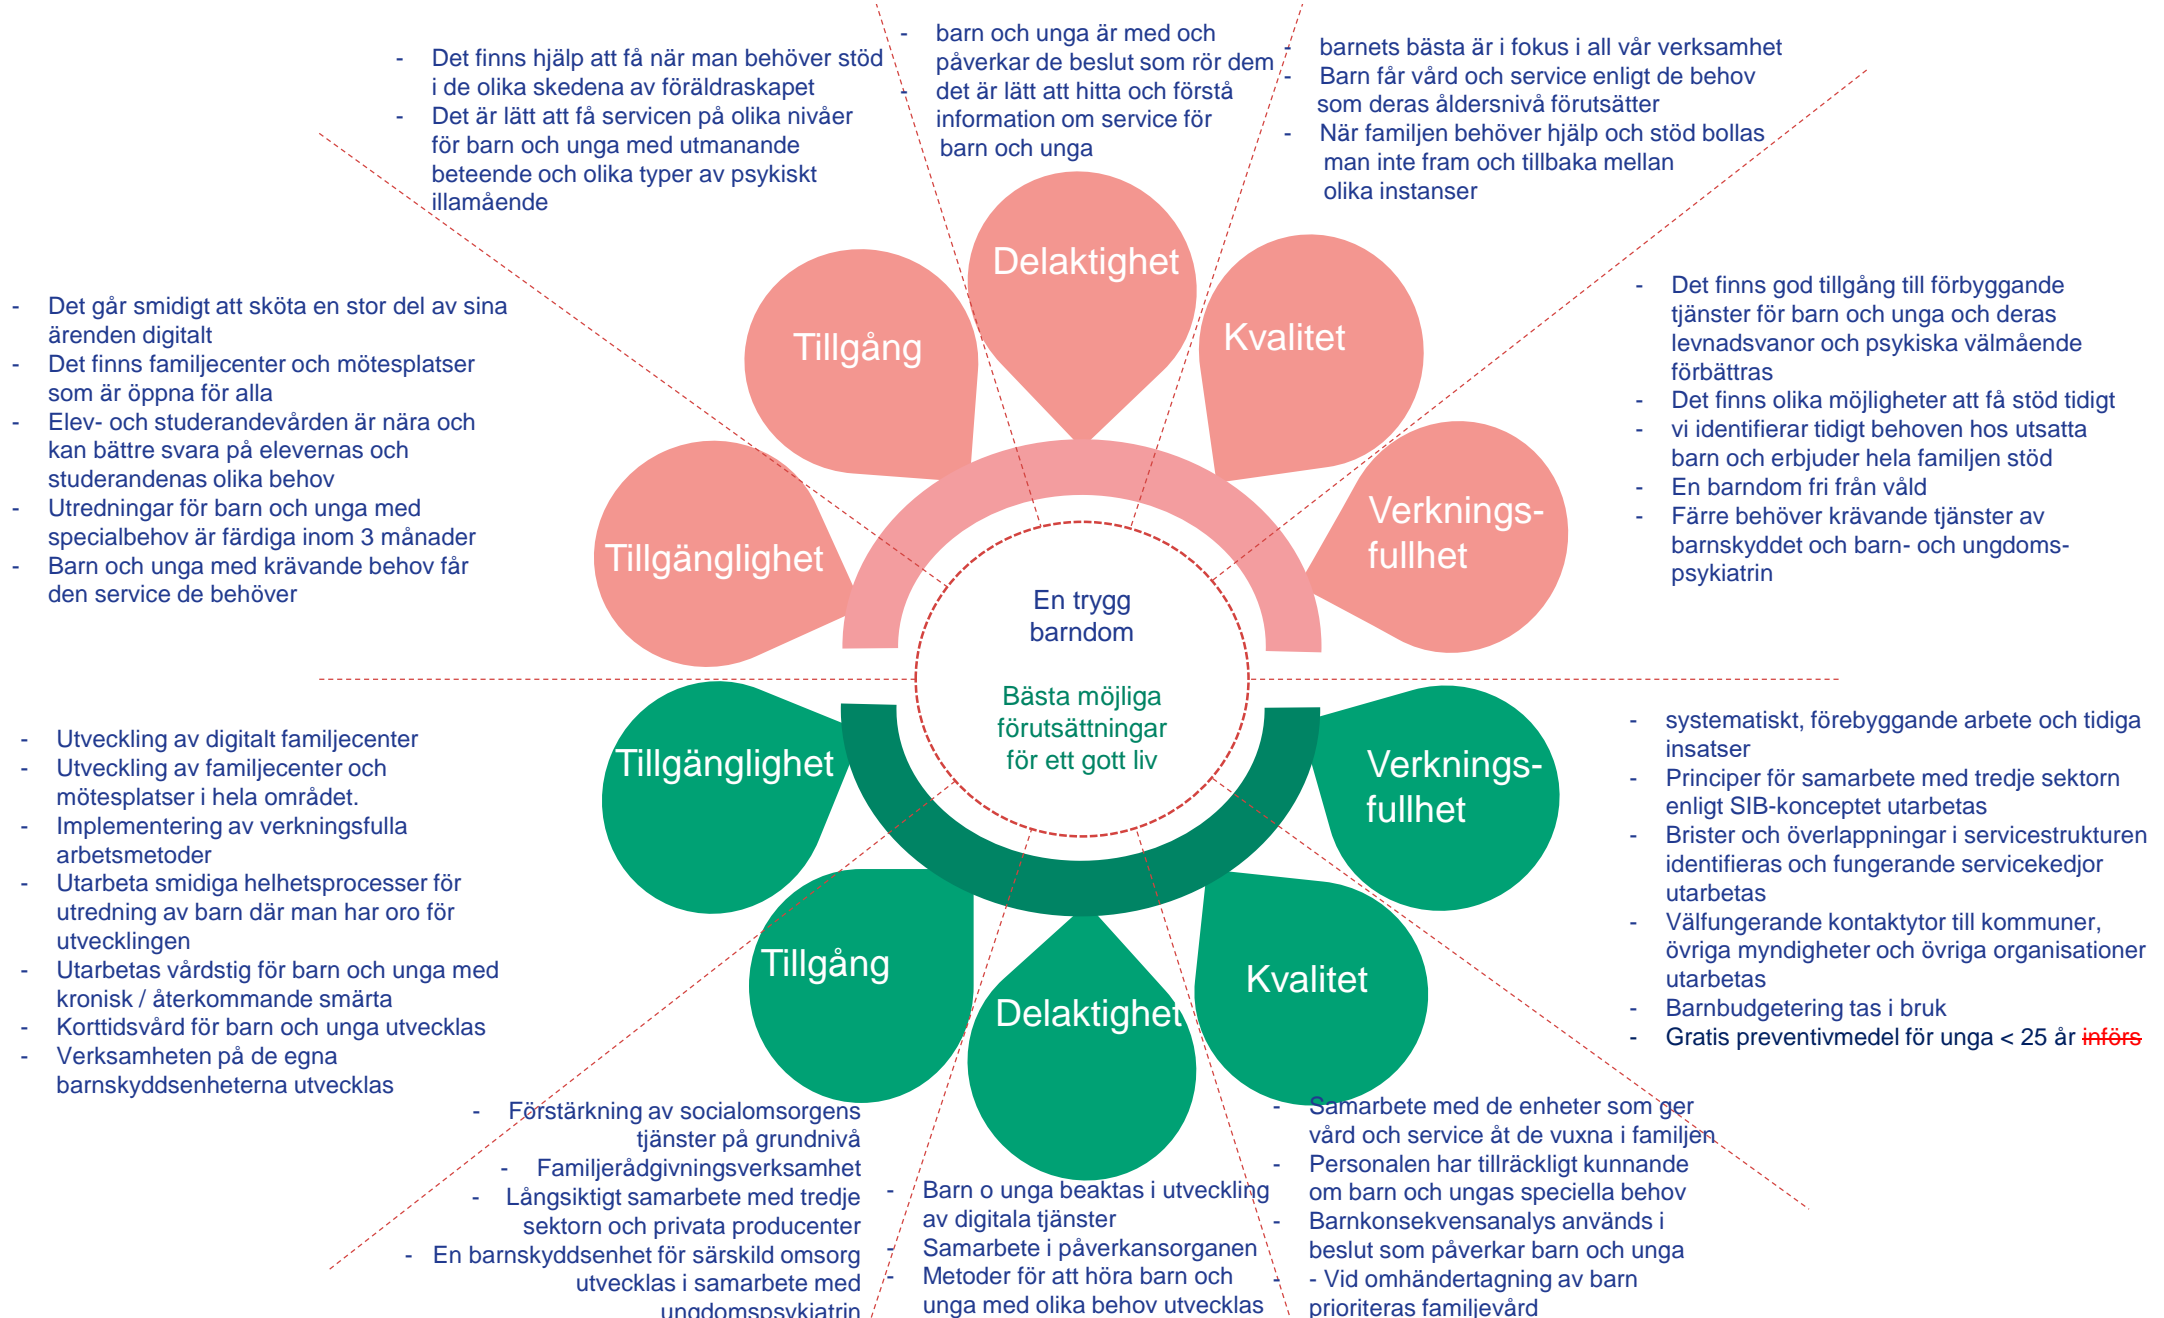 - Det finns hjälp att få när man behöver stöd
i de olika skedena av föräldraskapet
- Det är lätt att få servicen på olika nivåer
för barn och unga med utmanande
beteende och olika typer av psykiskt
illamående
- barn och unga är med och
påverkar de beslut som rör dem
- det är lätt att hitta och förstå
information om service för
barn och unga
- barnets bästa är i fokus i all vår verksamhet
- Barn får vård och service enligt de behov
som deras åldersnivå förutsätter
- När familjen behöver hjälp och stöd bollas
man inte fram och tillbaka mellan
olika instanser
- Det går smidigt att sköta en stor del av sina
ärenden digitalt
- Det finns familjecenter och mötesplatser
som är öppna för alla
- Elev- och studerandevården är nära och
kan bättre svara på elevernas och
studerandenas olika behov
- Utredningar för barn och unga med
specialbehov är färdiga inom 3 månader
- Barn och unga med krävande behov får
den service de behöver
Tillgänglighet
Tillgång
Delaktighet
Kvalitet
Verknings-
fullhet
- Det finns god tillgång till förbyggande
tjänster för barn och unga och deras
levnadsvanor och psykiska välmående
förbättras
- Det finns olika möjligheter att få stöd tidigt
- vi identifierar tidigt behoven hos utsatta
barn och erbjuder hela familjen stöd
- En barndom fri från våld
- Färre behöver krävande tjänster av
barnskyddet och barn- och ungdoms-
psykiatrin
En trygg
barndom
Bästa möjliga
förutsättningar
för ett gott liv
Tillgänglighet
Tillgång
Delaktighet
Kvalitet
Verknings-
fullhet
- Utveckling av digitalt familjecenter
- Utveckling av familjecenter och
mötesplatser i hela området.
- Implementering av verkningsfulla
arbetsmetoder
- Utarbeta smidiga helhetsprocesser för
utredning av barn där man har oro för
utvecklingen
- Utarbetas vårdstig för barn och unga med
kronisk / återkommande smärta
- Korttidsvård för barn och unga utvecklas
- Verksamheten på de egna
barnskyddsenheterna utvecklas
- systematiskt, förebyggande arbete och tidiga
insatser
- Principer för samarbete med tredje sektorn
enligt SIB-konceptet utarbetas
- Brister och överlappningar i servicestrukturen
identifieras och fungerande servicekedjor
utarbetas
- Välfungerande kontaktytor till kommuner,
övriga myndigheter och övriga organisationer
utarbetas
- Barnbudgetering tas i bruk
- Gratis preventivmedel för unga < 25 år införs
- Förstärkning av socialomsorgens
tjänster på grundnivå
- Familjerådgivningsverksamhet
- Långsiktigt samarbete med tredje
sektorn och privata producenter
- En barnskyddsenhet för särskild omsorg
utvecklas i samarbete med
ungdomspsykiatrin
- Barn o unga beaktas i utveckling
av digitala tjänster
- Samarbete i påverkansorganen
- Metoder för att höra barn och
unga med olika behov utvecklas
- Samarbete med de enheter som ger
vård och service åt de vuxna i familjen
- Personalen har tillräckligt kunnande
om barn och ungas speciella behov
- Barnkonsekvensanalys används i
beslut som påverkar barn och unga
- - Vid omhändertagning av barn
prioriteras familjevård